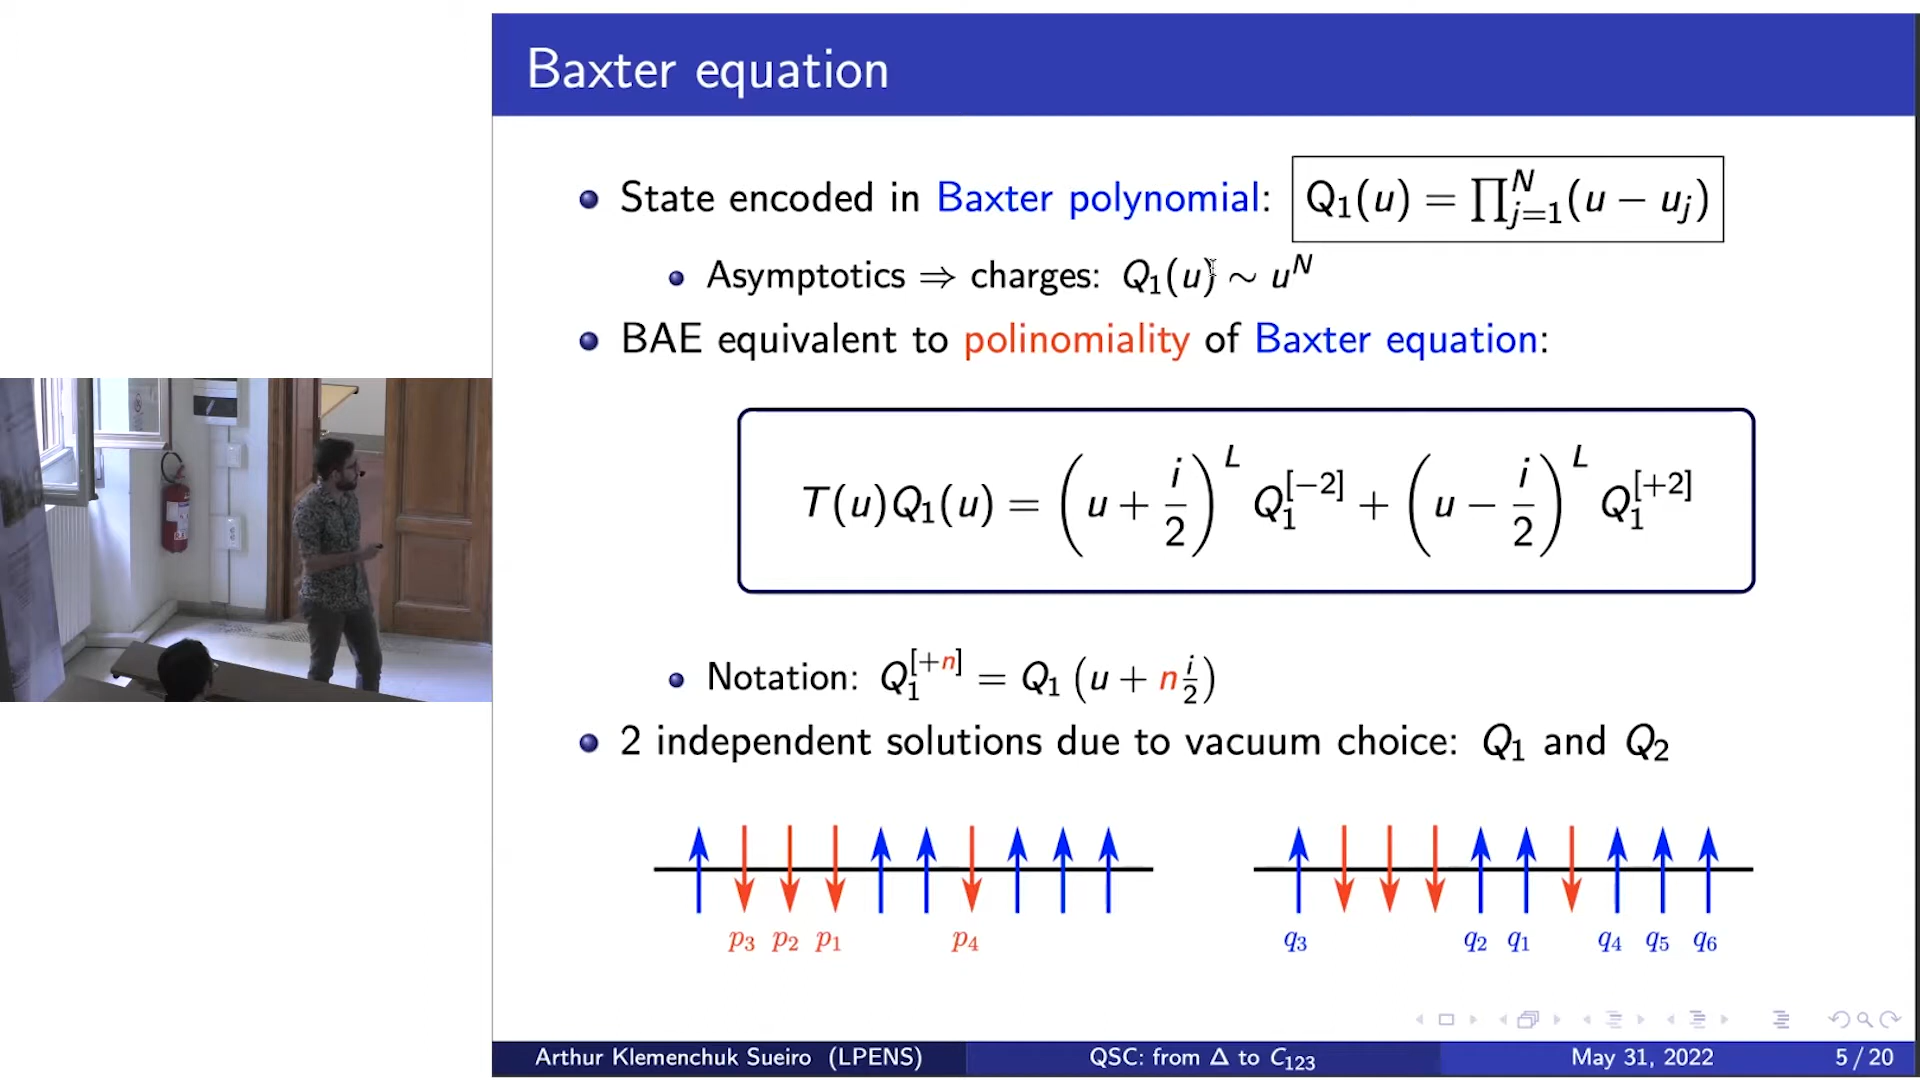 Baxter equation
State encoded in Baxter polynomial: Q₁(u) = ∏_{j=1}^{N}(u − u_j)
Asymptotics ⇒ charges: Q₁(u) ∼ u^N
BAE equivalent to polinomiality of Baxter equation:
T(u)Q₁(u) = (u + i/2)^L Q₁^{[−2]} + (u − i/2)^L Q₁^{[+2]}
Notation: Q₁^{[+n]} = Q₁ (u + n i/2)
2 independent solutions due to vacuum choice: Q₁ and Q₂
p₃ p₂ p₁ p₄ q₃ q₂ q₁ q₄ q₅ q₆
Arthur Klemenchuk Sueiro (LPENS) QSC: from Δ to C₁₂₃ May 31, 2022 5 / 20